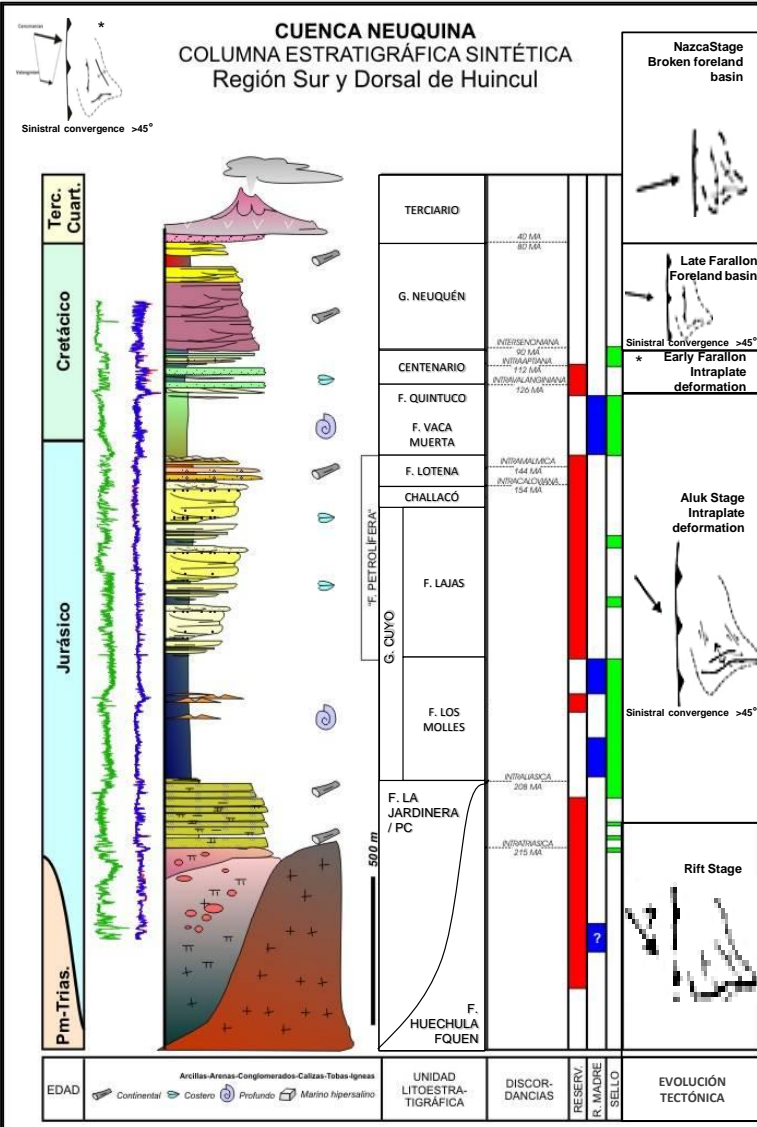 CUENCA NEUQUINA
COLUMNA ESTRATIGRÁFICA SINTÉTICA
Región Sur y Dorsal de Huincul
*
Cenomanian
Valanginian
Sinistral convergence >45°
NazcaStage
Broken foreland
basin
Late Farallon
Foreland basin
Sinistral convergence >45°
* Early Farallon
Intraplate
deformation
Aluk Stage
Intraplate
deformation
Sinistral convergence >45°
Rift Stage
Terc.
Cuart.
Cretácico
Jurásico
Pm-Trias.
500 m
TERCIARIO
G. NEUQUÉN
CENTENARIO
F. QUINTUCO
F. VACA
MUERTA
F. LOTENA
CHALLACÓ
"F. PETROLÍFERA"
G. CUYO
F. LAJAS
F. LOS
MOLLES
F. LA
JARDINERA
/ PC
F.
HUECHULA
FQUEN
40 MA
80 MA
INTERSENONIANA
90 MA
INTRAAPTIANA
112 MA
INTRAVALANGINIANA
126 MA
INTRAMALMICA
144 MA
INTRACALOVIANA
154 MA
INTRALIASICA
208 MA
INTRATRIASICA
215 MA
?
EDAD
Arcillas-Arenas-Conglomerados-Calizas-Tobas-Igneas
Continental Costero Profundo Marino hipersalino
UNIDAD
LITOESTRA-
TIGRÁFICA
DISCOR-
DANCIAS
RESERV.
R. MADRE
SELLO
EVOLUCIÓN
TECTÓNICA